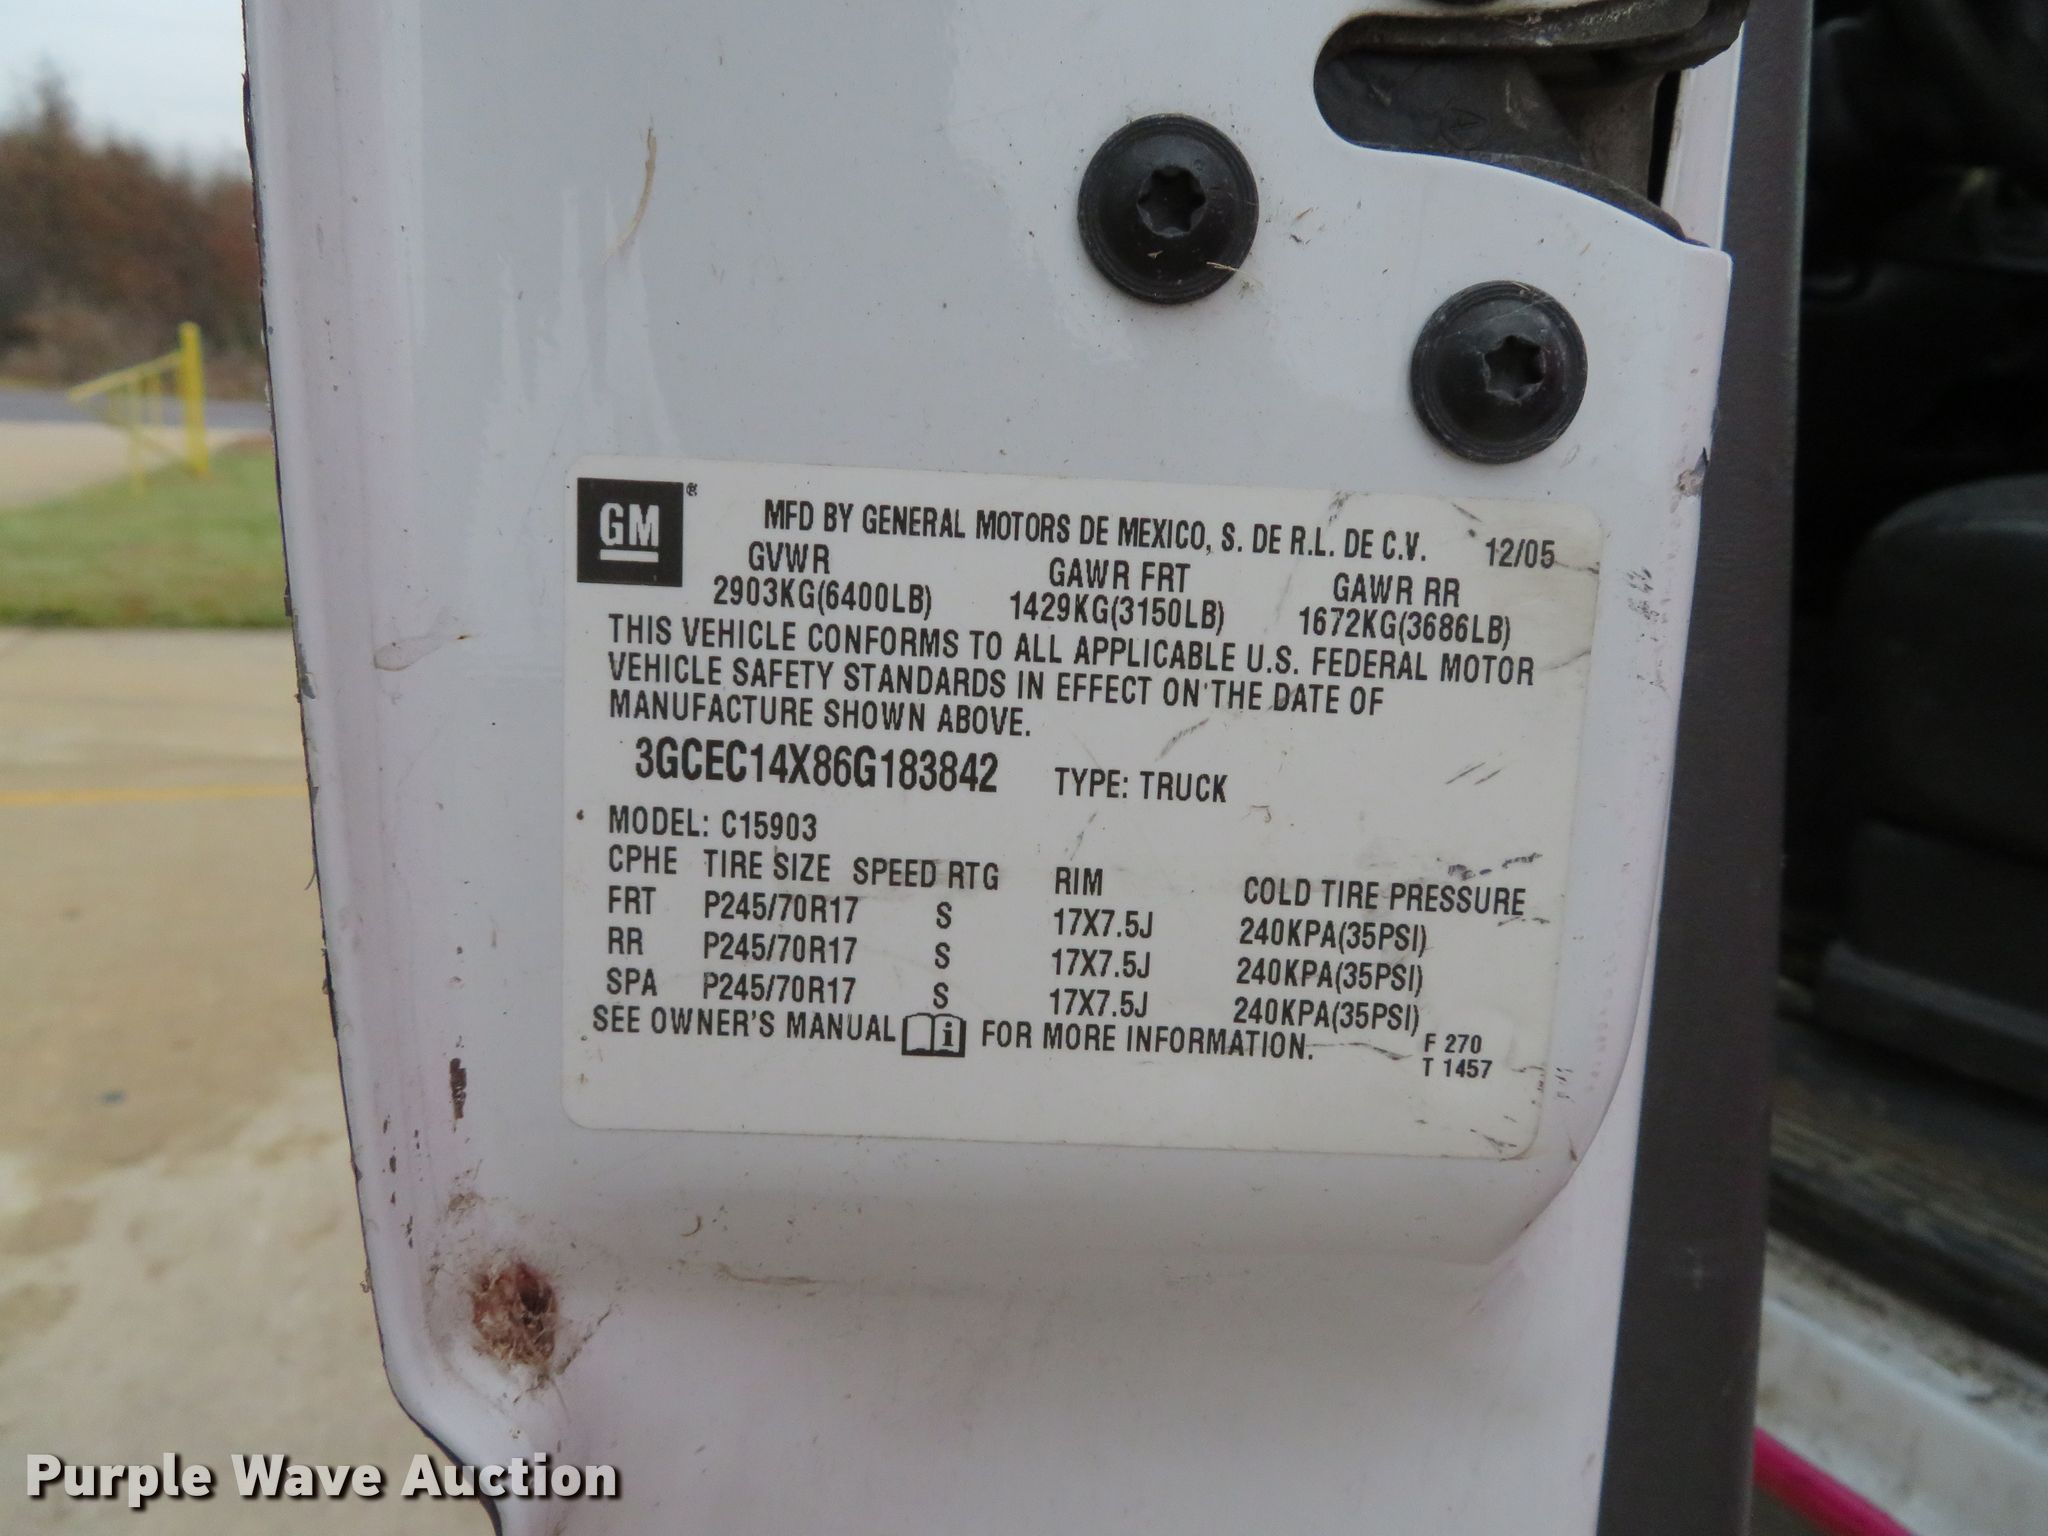 GM®
MFD BY GENERAL MOTORS DE MEXICO, S. DE R.L. DE C.V. 12/05
GVWR GAWR FRT GAWR RR
2903KG(6400LB) 1429KG(3150LB) 1672KG(3686LB)
THIS VEHICLE CONFORMS TO ALL APPLICABLE U.S. FEDERAL MOTOR
VEHICLE SAFETY STANDARDS IN EFFECT ON THE DATE OF
MANUFACTURE SHOWN ABOVE.
3GCEC14X86G183842 TYPE: TRUCK
MODEL: C15903
CPHE TIRE SIZE SPEED RTG RIM COLD TIRE PRESSURE
FRT P245/70R17 S 17X7.5J 240KPA(35PSI)
RR P245/70R17 S 17X7.5J 240KPA(35PSI)
SPA P245/70R17 S 17X7.5J 240KPA(35PSI)
SEE OWNER'S MANUAL i FOR MORE INFORMATION.
F 270
T 1457
Purple Wave Auction